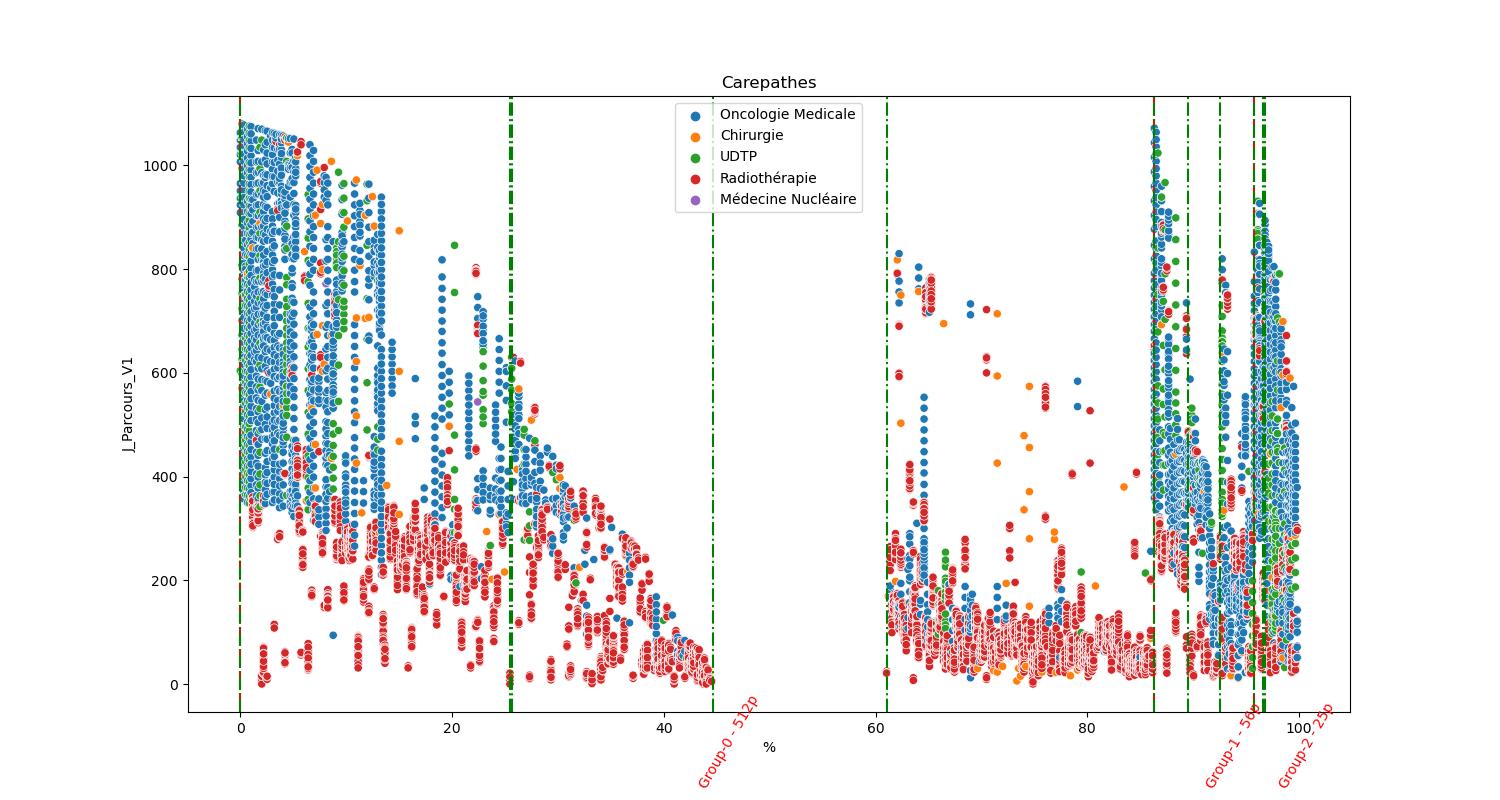 Carepathes
Oncologie Medicale
Chirurgie
UDTP
Radiothérapie
Médecine Nucléaire
J_Parcours_V1
1000
800
600
400
200
0
0
20
40
60
80
100
%
Group-0 - 512p
Group-1 - 56p
Group-2 - 25p